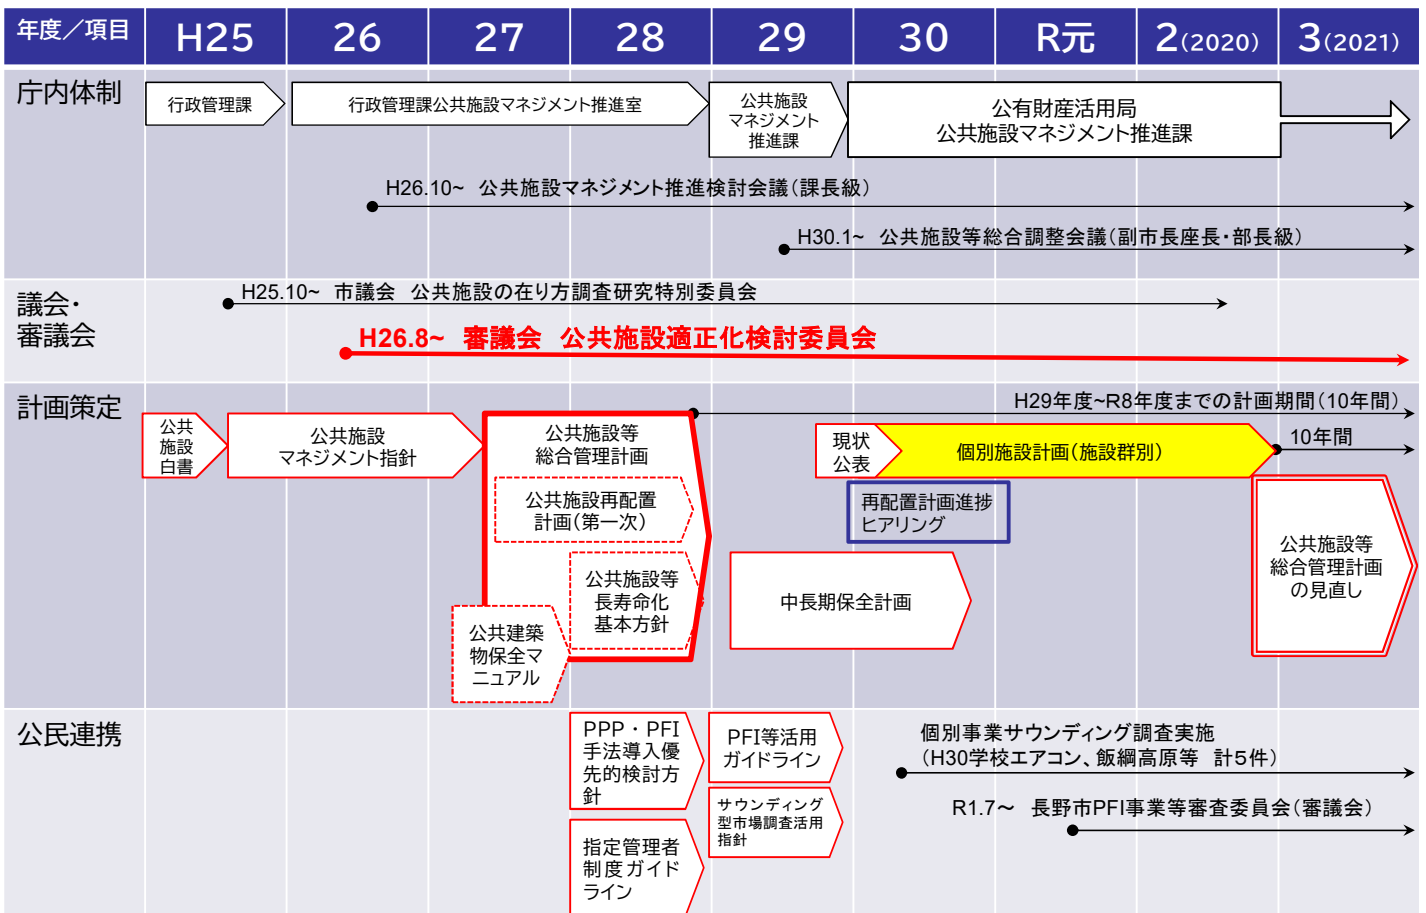 年度／項目
H25
26
27
28
29
30
R元
2(2020)
3(2021)
庁内体制
行政管理課
行政管理課公共施設マネジメント推進室
公共施設
マネジメント
推進課
公有財産活用局
公共施設マネジメント推進課
H26.10~ 公共施設マネジメント推進検討会議(課長級)
H30.1~ 公共施設等総合調整会議(副市長座長・部長級)
議会・
審議会
H25.10~ 市議会 公共施設の在り方調査研究特別委員会
H26.8~ 審議会 公共施設適正化検討委員会
計画策定
公共
施設
白書
公共施設
マネジメント指針
公共施設等
総合管理計画
公共施設再配置
計画(第一次)
公共施設等
長寿命化
基本方針
公共建築
物保全マ
ニュアル
H29年度~R8年度までの計画期間(10年間)
現状
公表
個別施設計画(施設群別)
10年間
再配置計画進捗
ヒアリング
中長期保全計画
公共施設等
総合管理計画
の見直し
公民連携
PPP・PFI
手法導入優
先的検討方
針
指定管理者
制度ガイド
ライン
PFI等活用
ガイドライン
サウンディング
型市場調査活用
指針
個別事業サウンディング調査実施
(H30学校エアコン、飯綱高原等 計5件)
R1.7～ 長野市PFI事業等審査委員会(審議会)